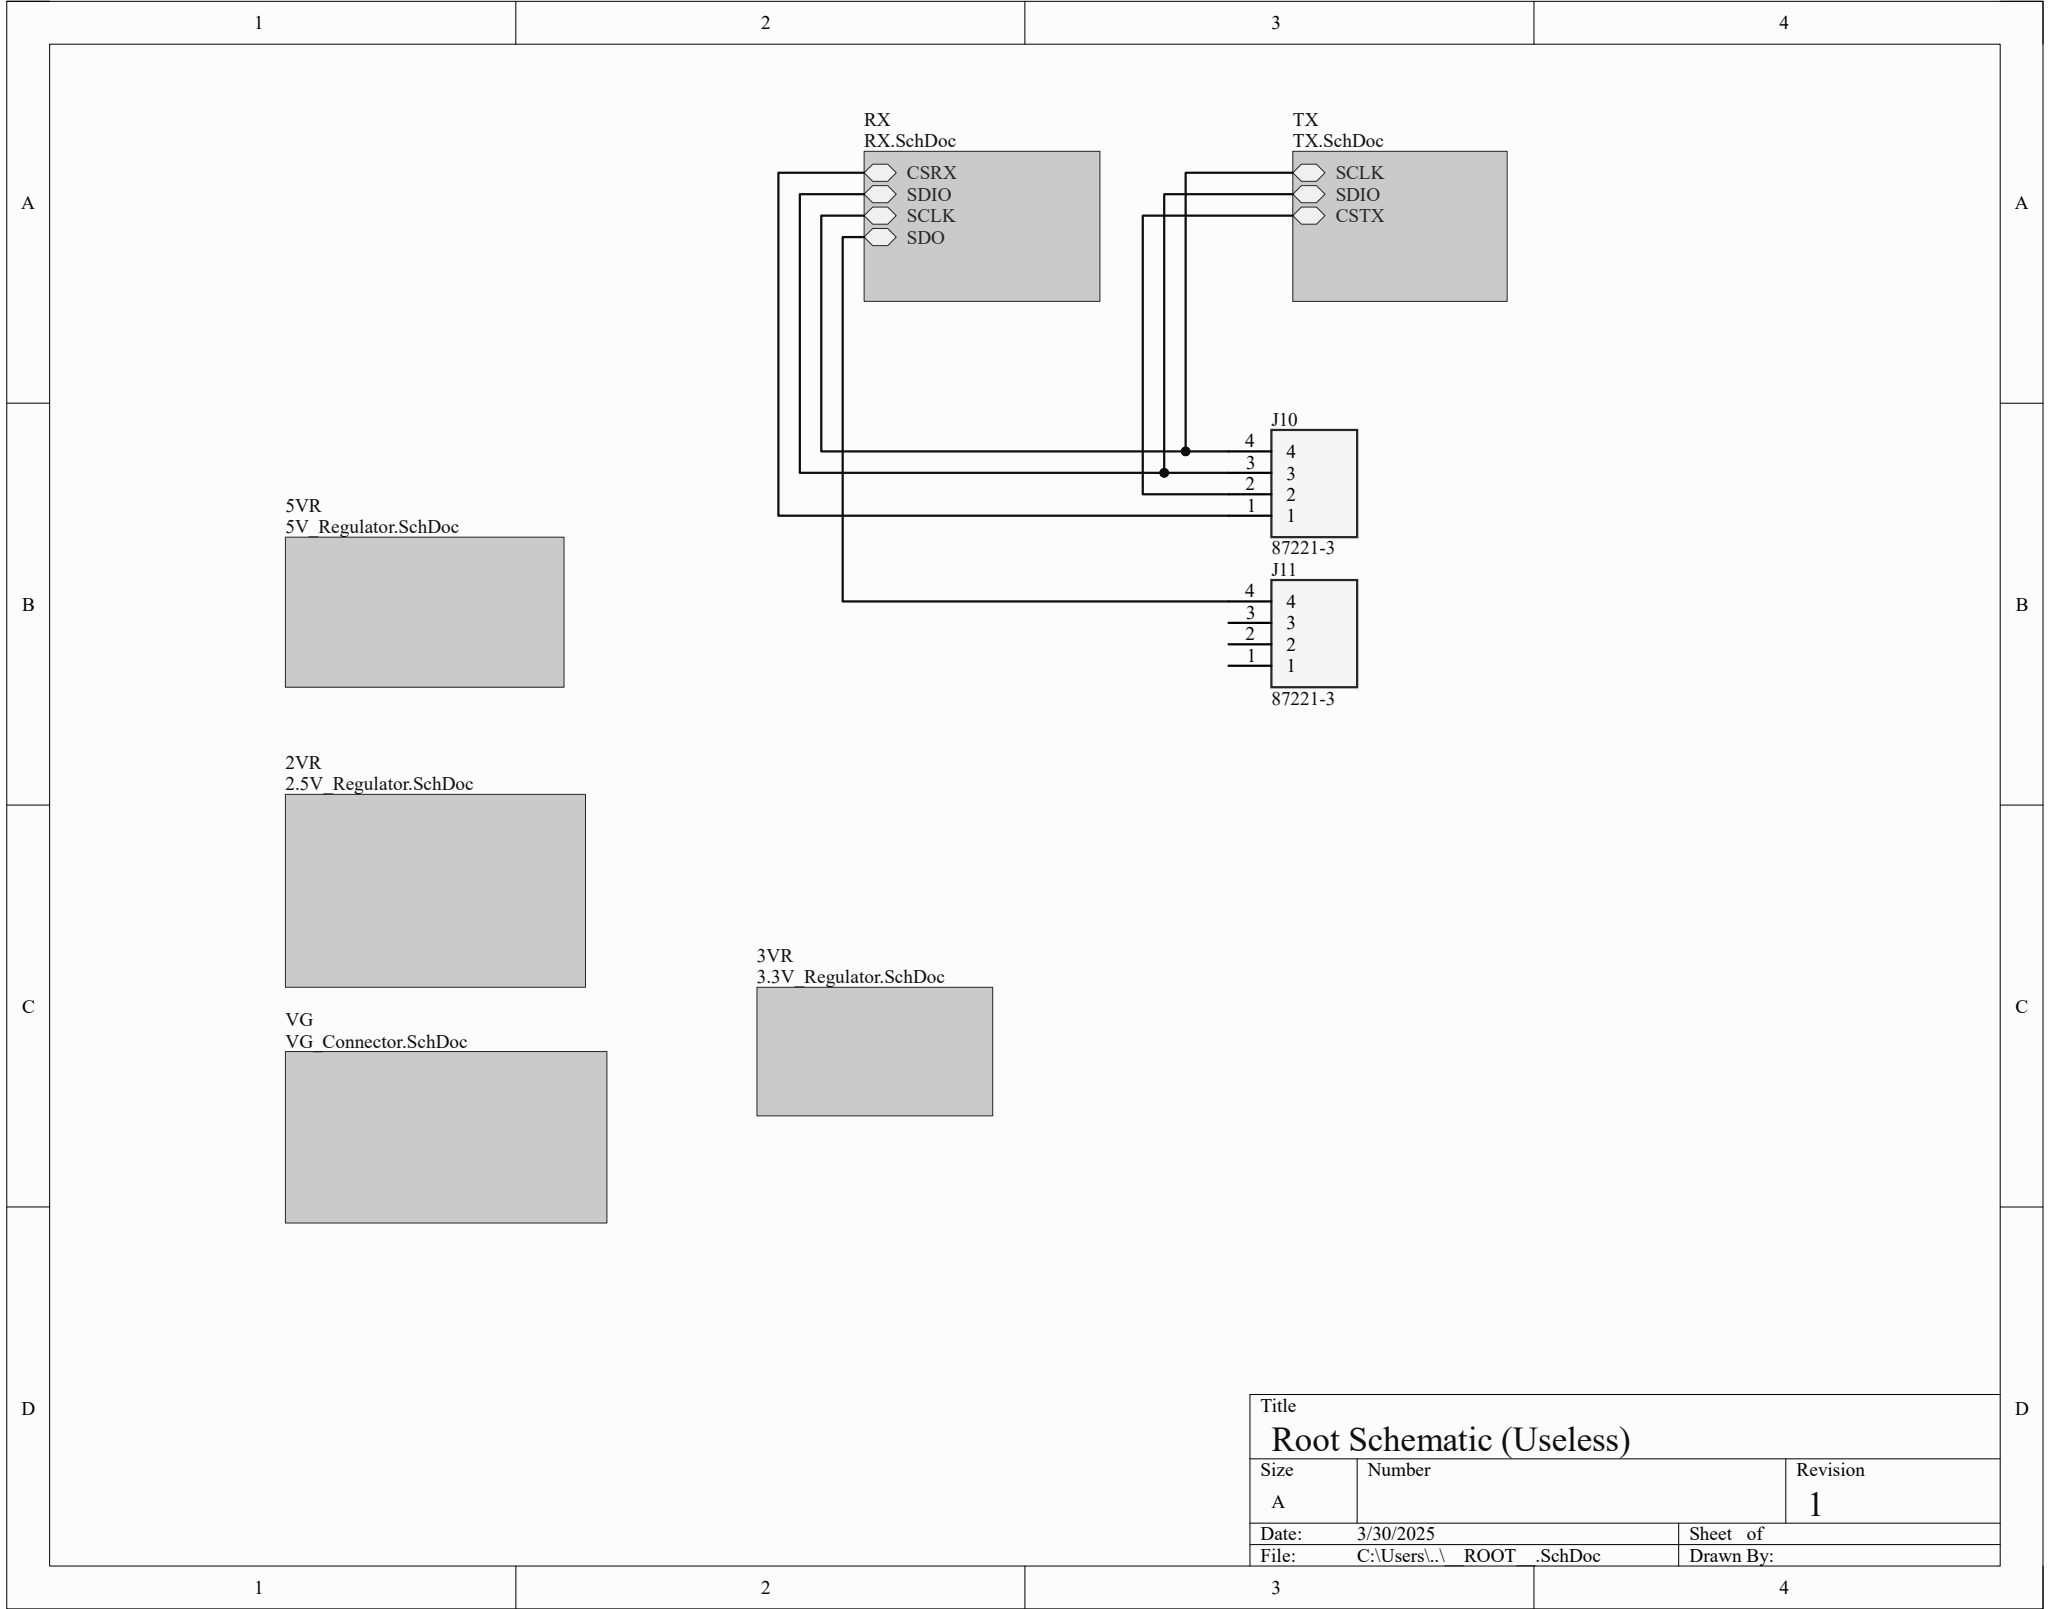 1 2 3 4
A A
RX
RX.SchDoc
CSRX
SDIO
SCLK
SDO
TX
TX.SchDoc
SCLK
SDIO
CSTX
J10
4 4
3 3
2 2
1 1
87221-3
J11
4 4
3 3
2 2
1 1
87221-3
B B
5VR
5V_Regulator.SchDoc
2VR
2.5V_Regulator.SchDoc
3VR
3.3V_Regulator.SchDoc
C C
VG
VG_Connector.SchDoc
D D
Title
Root Schematic (Useless)
Size Number Revision
A 1
Date: 3/30/2025 Sheet of
File: C:\Users\..\__ROOT__.SchDoc Drawn By:
1 2 3 4